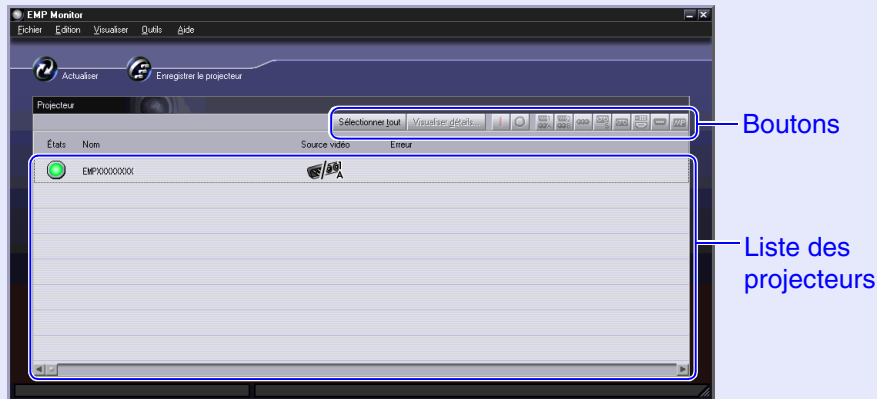 EMP Monitor
Fichier Edition Visualiser Outils Aide
Actualiser Enregistrer le projecteur
Projecteur
Sélectionner tout Visualiser détails...
Boutons
États Nom Source vidéo Erreur
EMPXXXXXXX
Liste des
projecteurs